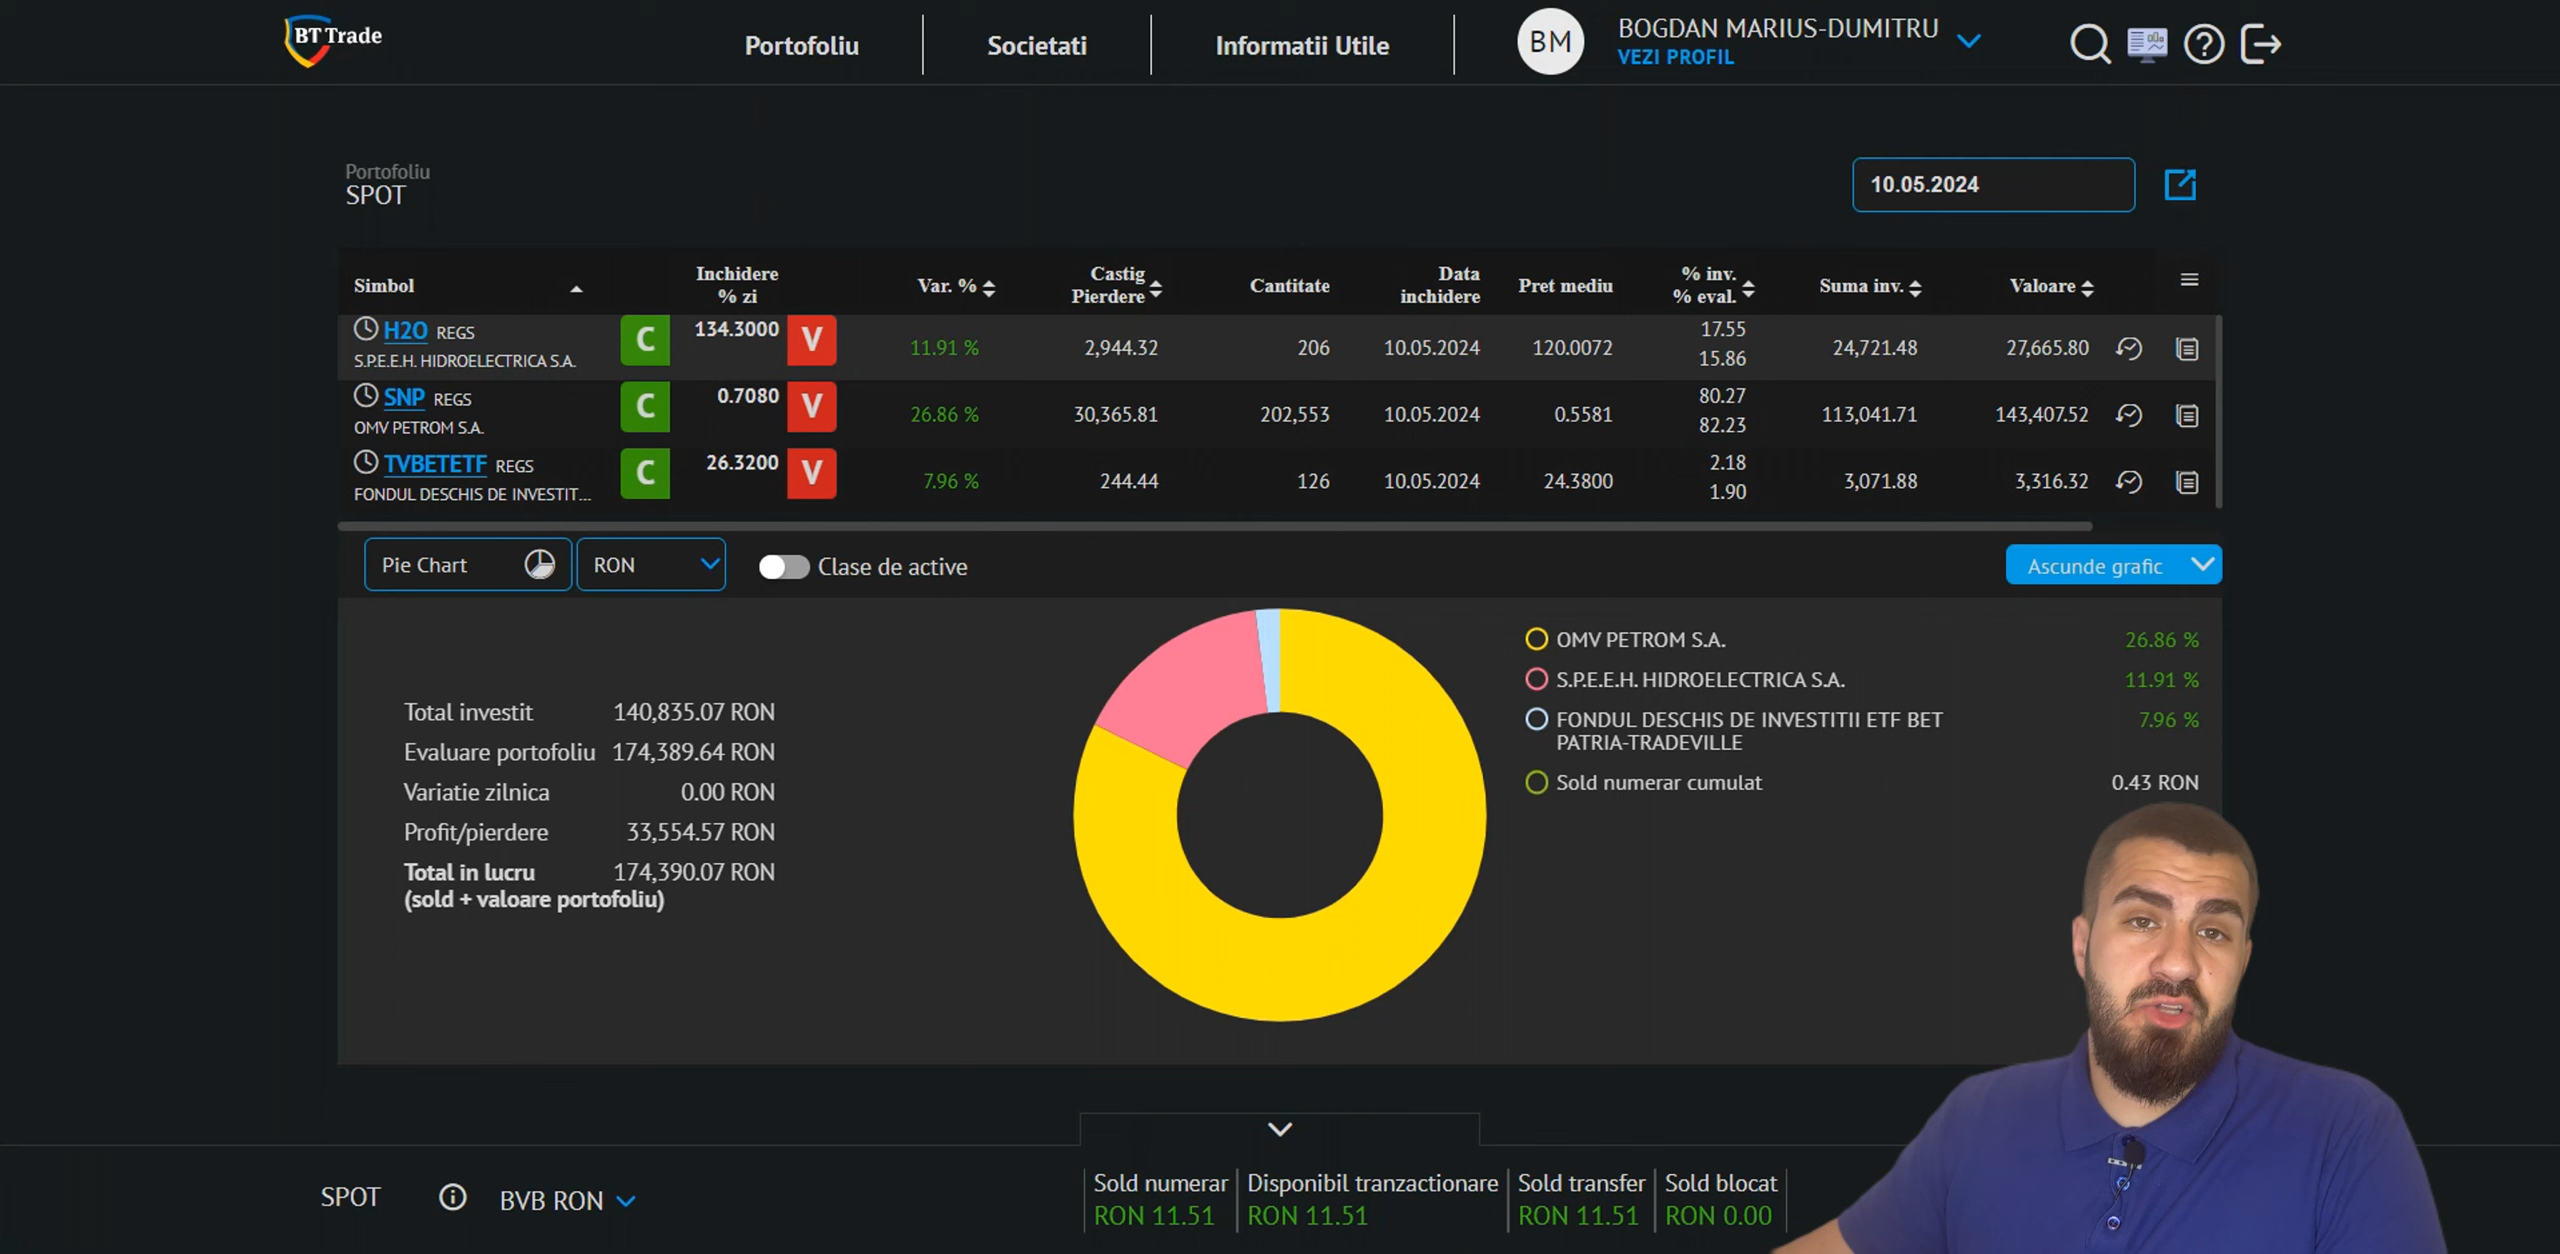 BT Trade
Portofoliu
Societati
Informatii Utile
BM
BOGDAN MARIUS-DUMITRU
VEZI PROFIL
Portofoliu
SPOT
10.05.2024
Simbol
Inchidere
% zi
Var. %
Castig
Pierdere
Cantitate
Data
inchidere
Pret mediu
% inv.
% eval.
Suma inv.
Valoare
H2O REGS
S.P.E.E.H. HIDROELECTRICA S.A.
C
134.3000
V
11.91 %
2,944.32
206
10.05.2024
120.0072
17.55
15.86
24,721.48
27,665.80
SNP REGS
OMV PETROM S.A.
C
0.7080
V
26.86 %
30,365.81
202,553
10.05.2024
0.5581
80.27
82.23
113,041.71
143,407.52
TVBETETF REGS
FONDUL DESCHIS DE INVESTIT...
C
26.3200
V
7.96 %
244.44
126
10.05.2024
24.3800
2.18
1.90
3,071.88
3,316.32
Pie Chart
RON
Clase de active
Ascunde grafic
Total investit 140,835.07 RON
Evaluare portofoliu 174,389.64 RON
Variatie zilnica 0.00 RON
Profit/pierdere 33,554.57 RON
Total in lucru 174,390.07 RON
(sold + valoare portofoliu)
OMV PETROM S.A. 26.86 %
S.P.E.E.H. HIDROELECTRICA S.A. 11.91 %
FONDUL DESCHIS DE INVESTITII ETF BET 7.96 %
PATRIA-TRADEVILLE
Sold numerar cumulat 0.43 RON
SPOT
BVB RON
Sold numerar
RON 11.51
Disponibil tranzactionare
RON 11.51
Sold transfer
RON 11.51
Sold blocat
RON 0.00